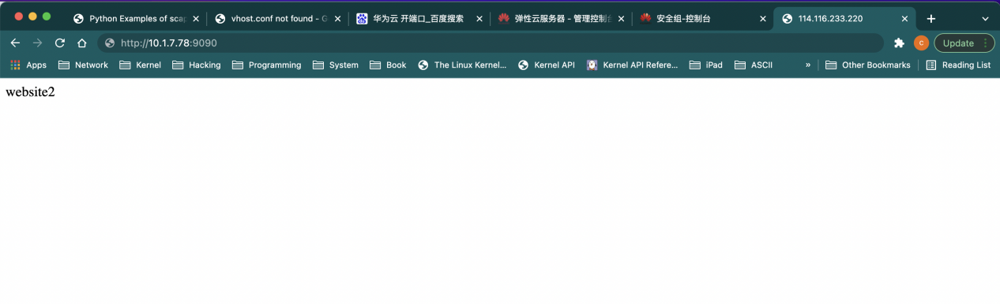 Python Examples of scap
vhost.conf not found - G
华为云 开端口_百度搜索
弹性云服务器 - 管理控制台
安全组-控制台
114.116.233.220
http://10.1.7.78:9090
C
Update
Apps
Network
Kernel
Hacking
Programming
System
Book
The Linux Kernel...
Kernel API
Kernel API Refere...
iPad
ASCII
»
Other Bookmarks
Reading List
website2